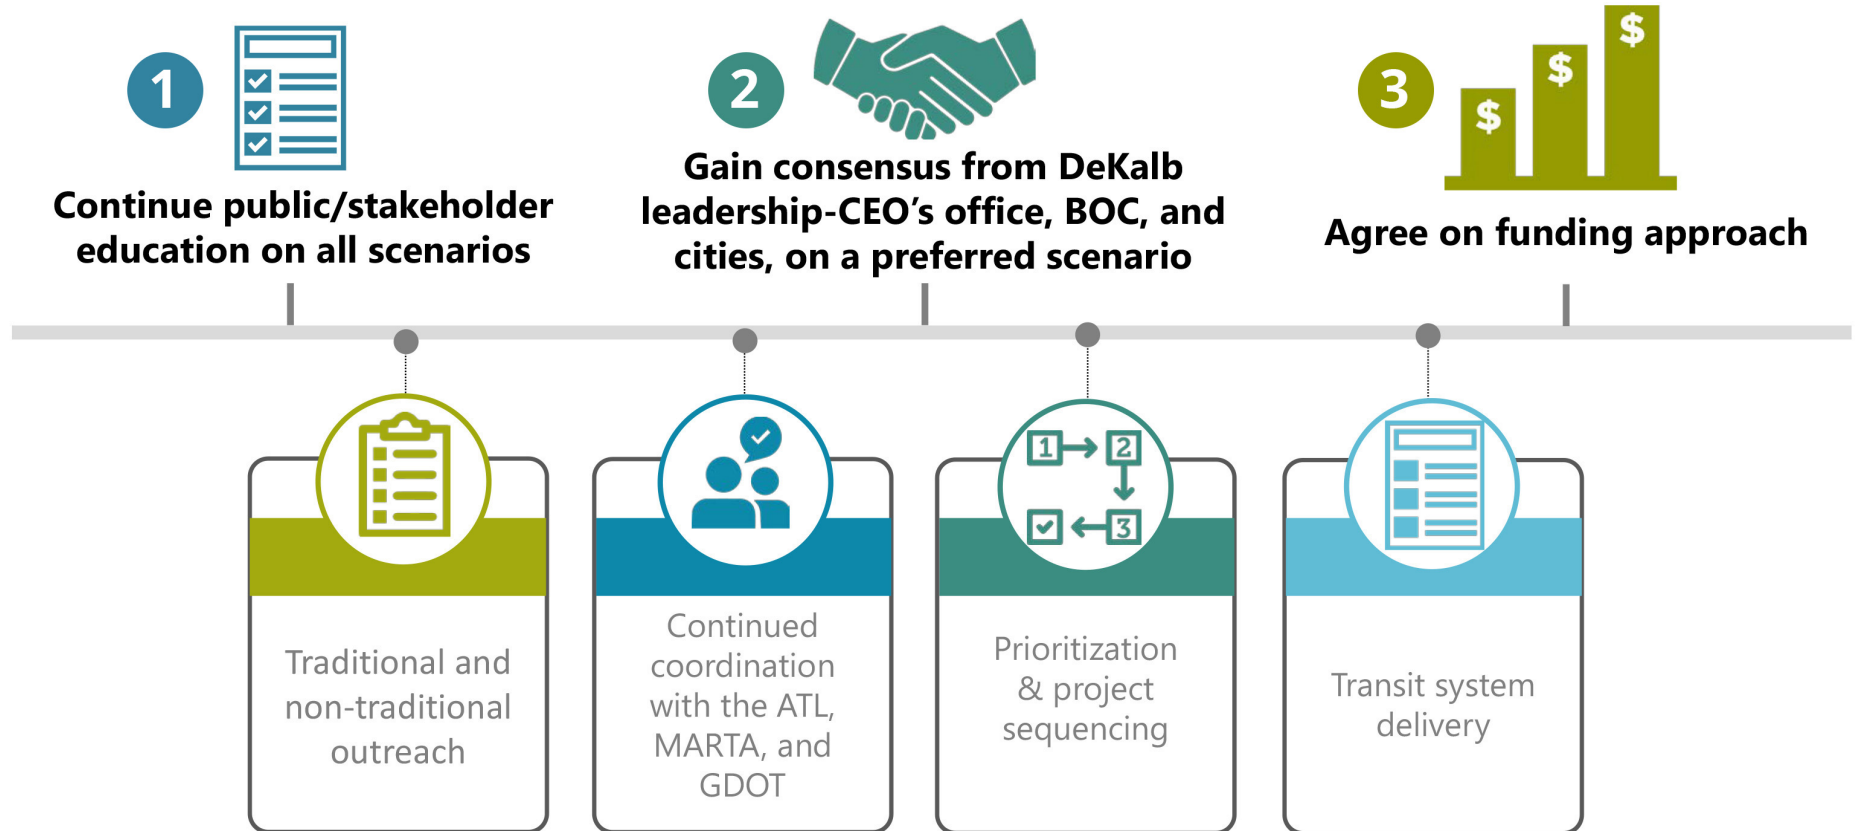 1
Continue public/stakeholder
education on all scenarios
2
Gain consensus from DeKalb
leadership-CEO’s office, BOC, and
cities, on a preferred scenario
3
$
$
$
Agree on funding approach
Traditional and
non-traditional
outreach
Continued
coordination
with the ATL,
MARTA, and
GDOT
1
2
3
Prioritization
& project
sequencing
Transit system
delivery